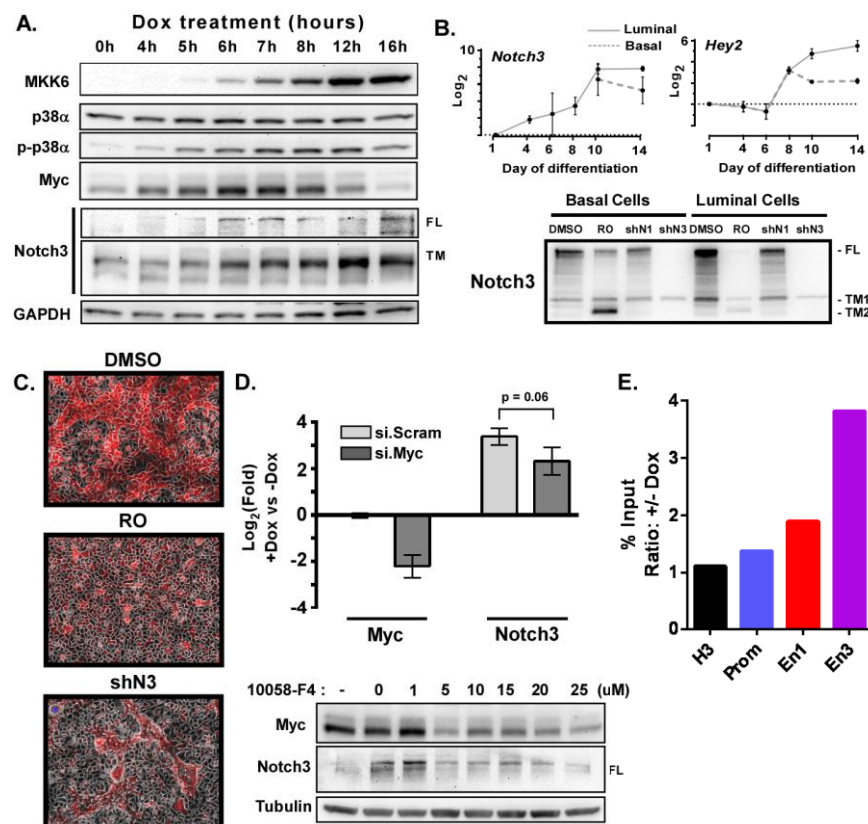 A.
Dox treatment (hours)
0h 4h 5h 6h 7h 8h 12h 16h
MKK6
p38α
p-p38α
Myc
Notch3
FL
TM
GAPDH
B.
Notch3
10
Log2
1 4 6 8 10 14
Day of differentiation
Luminal
Basal
Hey2
6
Log2
1 4 6 8 10 14
Day of differentiation
Basal Cells Luminal Cells
DMSO RO shN1 shN3 DMSO RO shN1 shN3
Notch3
- FL
- TM1
- TM2
C.
DMSO
RO
shN3
D.
p = 0.06
si.Scram
si.Myc
Log2(Fold)
+Dox vs -Dox
4
2
0
-2
-4
Myc
Notch3
10058-F4 : - 0 1 5 10 15 20 25 (uM)
Myc
Notch3
FL
Tubulin
E.
% Input
Ratio: +/- Dox
4
3
2
1
0
H3
Prom
En1
En3